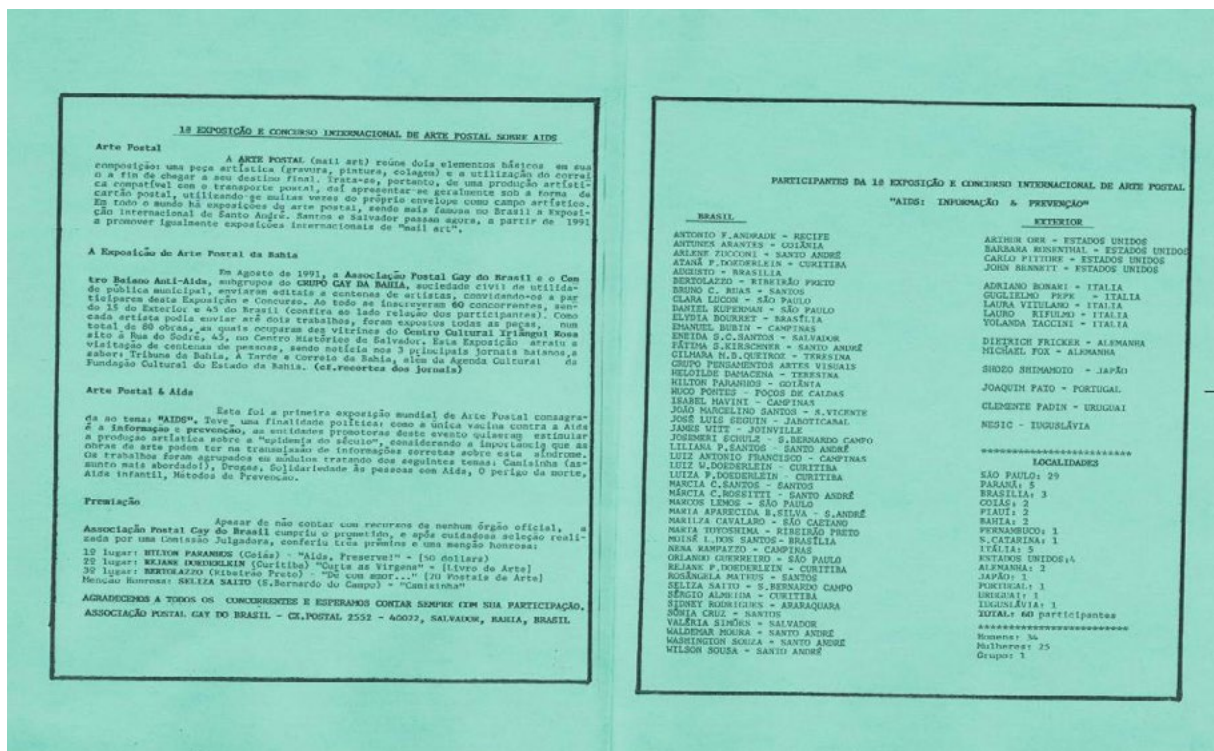 1ª EXPOSIÇÃO E CONCURSO INTERNACIONAL DE ARTE POSTAL SOBRE AIDS
Arte Postal
A ARTE POSTAL (mail art) reúne dois elementos básicos em sua
composição: uma peça artística (gravura, pintura, colagem) e a utilização do correi
o a fim de chegar a seu destino final. Trata-se, portanto, de uma produção artísti-
ca compatível com o transporte postal, daí apresentar-se geralmente sob a forma de
cartão postal, utilizando-se muitas vezes do próprio envelope como campo artístico.
Em todo o mundo há exposições de arte postal, sendo mais famosa no Brasil a Exposi-
ção Internacional de Santo André. Santos e Salvador passam agora, a partir de 1991
a promover igualmente exposições internacionais de "mail art".
A Exposição de Arte Postal da Bahia
Em Agosto de 1991, a Associação Postal Gay do Brasil e o Cen
tro Baiano Anti-Aids, subgrupos do GRUPO GAY DA BAHIA, sociedade civil de utilida-
de pública municipal, enviaram editais a centenas de artistas, convidando-os a par
ticiparem desta Exposição e Concurso. Ao todo se inscreveram 60 concorrentes, sen-
do 15 do Exterior e 45 do Brasil (confira ao lado relação dos participantes). Como
cada artista podia enviar até dois trabalhos, foram expostos todas as peças, num
total de 80 obras, as quais ocuparam dez vitrines do Centro Cultural Triângul Rosa
sito à Rua do Sodré, 45, no Centro Histórico de Salvador. Esta Exposição atraiu a
visitação de centenas de pessoas, sendo notícia nos 3 principais jornais baianos,a
saber: Tribuna da Bahia, A Tarde e Correio da Bahia, além da Agenda Cultural da
Fundação Cultural do Estado da Bahia. (cf.recortes dos jornais)
Arte Postal & Aids
Esta foi a primeira exposição mundial de Arte Postal consagra-
da ao tema: "AIDS". Teve uma finalidade política: como a única vacina contra a Aids
é a informação e prevenção, as entidades promotoras deste evento quiseram estimular
a produção artística sobre a "epidemia do século", considerando a importância que as
obras de arte podem ter na transmissão de informações corretas sobre esta síndrome.
Os trabalhos foram agrupados em módulos tratando dos seguintes temas: Camisinha (as-
sunto mais abordado!), Drogas, Solidariedade às pessoas com Aids, O perigo da morte,
Aids infantil, Métodos de Prevenção.
Premiação
Apesar de não contar com recursos de nenhum órgão oficial, a
Associação Postal Gay do Brasil cumpriu o prometido, e após cuidadosa seleção reali-
zada por uma Comissão Julgadora, conferiu três prêmios e uma menção honrosa:
1º lugar: HILTON PARANHOS (Goiás) - "Aids, Preserve!" - [50 dollars)
2º lugar: REJANE DOEDERLEIN (Curitiba) "Curta as Virgens" - [Livro de Arte]
3º lugar: BERTOLAZZO (Ribeirão Preto) - "De com amor..." [20 Postais de Arte]
Menção Honrosa: SELIZA SAITO (S.Bernardo do Campo) - "Camisinha"
AGRADECEMOS A TODOS OS CONCORRENTES E ESPERAMOS CONTAR SEMPRE COM SUA PARTICIPAÇÃO.
ASSOCIAÇÃO POSTAL GAY DO BRASIL - CX.POSTAL 2552 - 40022, SALVADOR, BAHIA, BRASIL
PARTICIPANTES DA 1ª EXPOSIÇÃO E CONCURSO INTERNACIONAL DE ARTE POSTAL
"AIDS: INFORMAÇÃO & PREVENÇÃO"
BRASIL
ANTONIO F.ANDRADE - RECIFE
ANTUNES ARANTES - GOIÂNIA
ARLENE ZUCCONI - SANTO ANDRÉ
ATANÃ P.DOEDERLEIN - CURITIBA
AUGUSTO - BRASILIA
BERTOLAZZO - RIBEIRÃO PRETO
BRUNO C. RUAS - SANTOS
CLARA LUCON - SÃO PAULO
DANIEL KUPERMAN - SÃO PAULO
ELYDIA BOURRET - BRASÍLIA
EMANUEL BUBIN - CAMPINAS
ENEIDA S.C.SANTOS - SALVADOR
FÁTIMA S.KIRSCHNER - SANTO ANDRÉ
GILMARA M.B.QUEIROZ - TERESINA
GRUPO PENSAMENTOS ARTES VISUAIS
HELOILDE DAMACENA - TERESINA
HILTON PARANHOS - GOIÂNIA
HUGO PONTES - POÇOS DE CALDAS
ISABEL MAVINI - CAMPINAS
JOÃO MARCELINO SANTOS - S.VICENTE
JOSÉ LUIS SEGUIN - JABOTICABAL
JAMES WITT - JOINVILLE
JOSEMERI SCHULZ - S.BERNARDO CAMPO
LILIANA P.SANTOS - SANTO ANDRÉ
LUIZ ANTONIO FRANCISCO - CAMPINAS
LUIZ W.DOEDERLEIN - CURITIBA
LUIZA P.DOEDERLEIN - CURITIBA
MARCIA C.SANTOS - SANTOS
MÁRCIA C.ROSSITTI - SANTO ANDRÉ
MARCOS LEMOS - SÃO PAULO
MARIA APARECIDA B.SILVA - S.ANDRÉ
MARILZA CAVALARO - SÃO CAETANO
MARTA TOYOSHIMA - RIBEIRÃO PRETO
MOISÉ L.DOS SANTOS - BRASÍLIA
NENA RAMPAZZO - CAMPINAS
ORLANDO GUERREIRO - SÃO PAULO
REJANE P.DOEDERLEIN - CURITIBA
ROSÂNGELA MATEUS - SANTOS
SELIZA SAITO - S.BERNARDO CAMPO
SÉRGIO ALMEIDA - CURITIBA
SIDNEY RODRIGUES - ARARAQUARA
SÔNIA CRUZ - SANTOS
VALÉRIA SIMÕES - SALVADOR
WALDEMAR MOURA - SANTO ANDRÉ
WASHINGTON SOUZA - SANTO ANDRÉ
WILSON SOUSA - SANTO ANDRÉ
EXTERIOR
ARTHUR ORR - ESTADOS UNIDOS
BARBARA ROSENTHAL - ESTADOS UNIDOS
CARLO PITTORE - ESTADOS UNIDOS
JOHN BENNETT - ESTADOS UNIDOS
ADRIANO BONARI - ITALIA
GUGLIELMO PEPE - ITALIA
LAURA VITULANO - ITALIA
LAURO RIFULMO - ITALIA
YOLANDA TACCINI - ITALIA
DIETRICH FRICKER - ALEMANHA
MICHAEL FOX - ALEMANHA
SHOZO SHIMAMOTO - JAPÃO
JOAQUIM PATO - PORTUGAL
CLEMENTE PADIN - URUGUAI
NESIC - IUGUSLÁVIA
*************************
LOCALIDADES
SÃO PAULO: 29
PARANÁ: 5
BRASILIA: 3
GOIÁS: 2
PIAUÍ: 2
BAHIA: 2
PERNAMBUCO: 1
S.CATARINA: 1
ITÁLIA: 5
ESTADOS UNIDOS:4
ALEMANHA: 2
JAPÃO: 1
PORTUGAL: 1
URUGUAI: 1
IUGUSLÁVIA: 1
TOTAL: 60 participantes
*************************
Homens: 34
Mulheres: 25
Grupo: 1